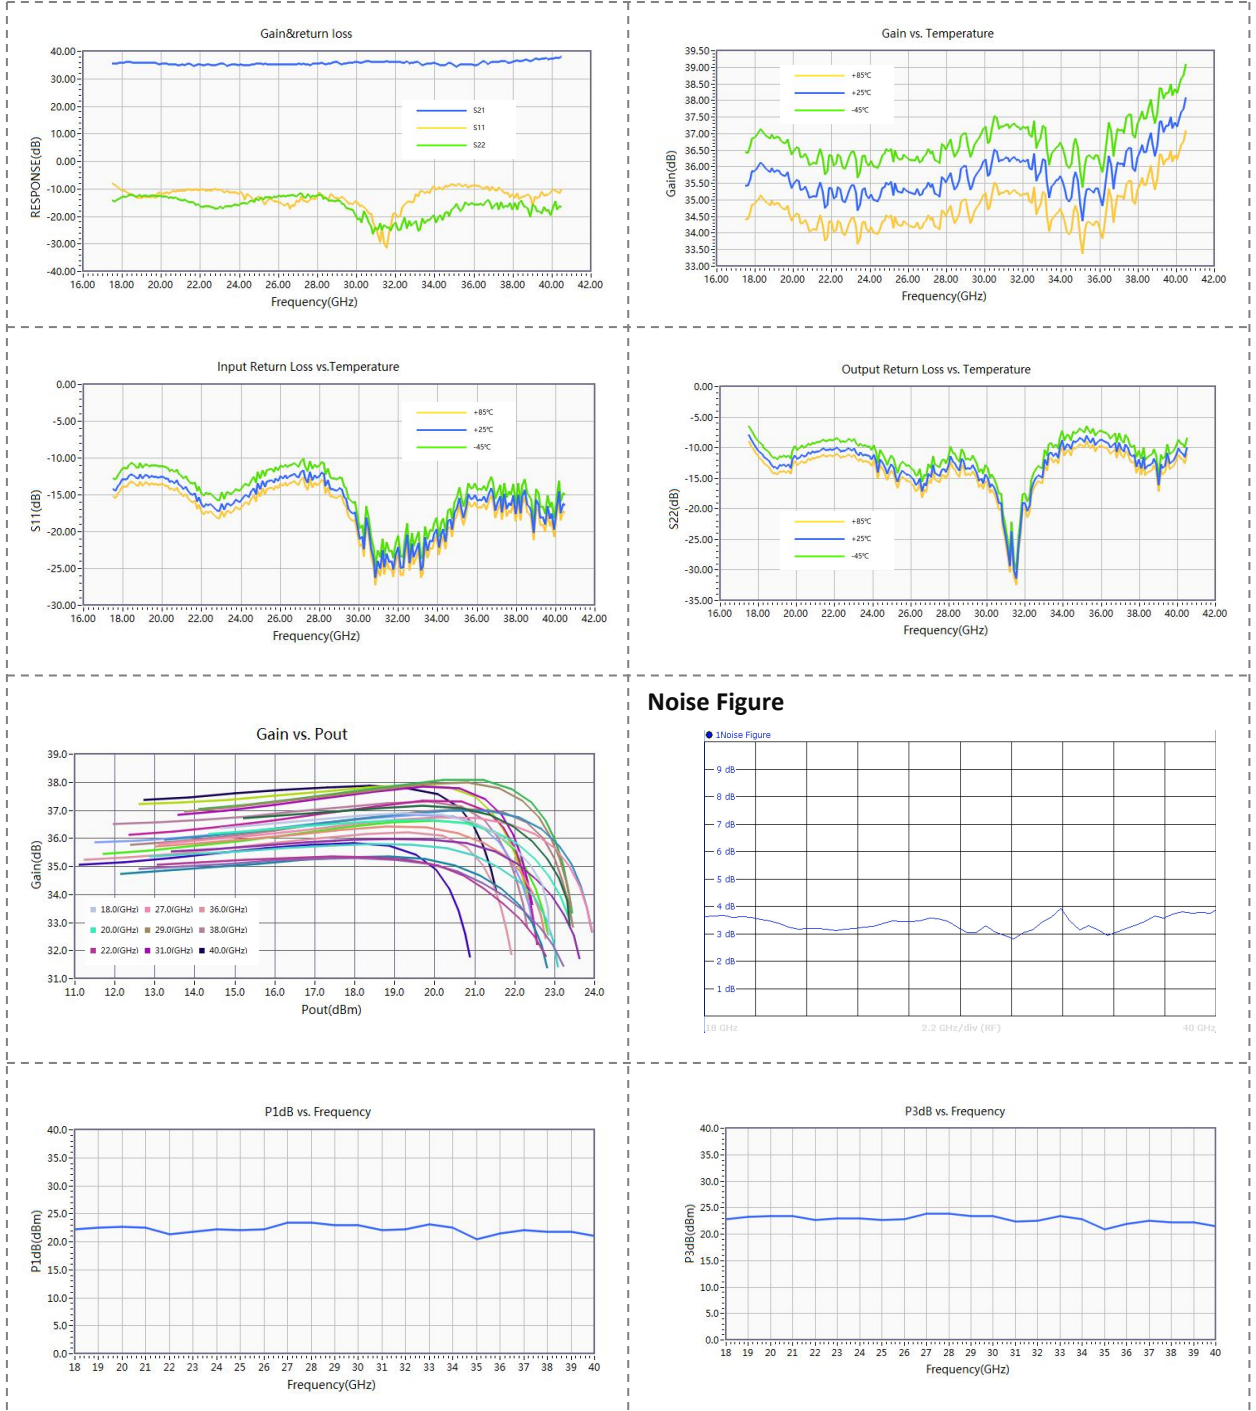 Gain&return loss
40.00
30.00
20.00
10.00
0.00
-10.00
-20.00
-30.00
-40.00
RESPONSE(dB)
S21
S11
S22
16.00 18.00 20.00 22.00 24.00 26.00 28.00 30.00 32.00 34.00 36.00 38.00 40.00 42.00
Frequency(GHz)
Gain vs. Temperature
39.50
39.00
38.50
38.00
37.50
37.00
36.50
36.00
35.50
35.00
34.50
34.00
33.50
33.00
Gain(dB)
+85℃
+25℃
-45℃
16.00 18.00 20.00 22.00 24.00 26.00 28.00 30.00 32.00 34.00 36.00 38.00 40.00 42.00
Frequency(GHz)
Input Return Loss vs.Temperature
0.00
-5.00
-10.00
-15.00
-20.00
-25.00
-30.00
S11(dB)
+85℃
+25℃
-45℃
16.00 18.00 20.00 22.00 24.00 26.00 28.00 30.00 32.00 34.00 36.00 38.00 40.00 42.00
Frequency(GHz)
Output Return Loss vs. Temperature
0.00
-5.00
-10.00
-15.00
-20.00
-25.00
-30.00
-35.00
S22(dB)
+85℃
+25℃
-45℃
16.00 18.00 20.00 22.00 24.00 26.00 28.00 30.00 32.00 34.00 36.00 38.00 40.00 42.00
Frequency(GHz)
Gain vs. Pout
39.0
38.0
37.0
36.0
35.0
34.0
33.0
32.0
31.0
Gain(dB)
18.0(GHz) 27.0(GHz) 36.0(GHz)
20.0(GHz) 29.0(GHz) 38.0(GHz)
22.0(GHz) 31.0(GHz) 40.0(GHz)
11.0 12.0 13.0 14.0 15.0 16.0 17.0 18.0 19.0 20.0 21.0 22.0 23.0 24.0
Pout(dBm)
Noise Figure
1Noise Figure
9 dB
8 dB
7 dB
6 dB
5 dB
4 dB
3 dB
2 dB
1 dB
18 GHz 2.2 GHz/div (RF) 40 GHz
P1dB vs. Frequency
40.0
35.0
30.0
25.0
20.0
15.0
10.0
5.0
0.0
P1dB(dBm)
18 19 20 21 22 23 24 25 26 27 28 29 30 31 32 33 34 35 36 37 38 39 40
Frequency(GHz)
P3dB vs. Frequency
40.0
35.0
30.0
25.0
20.0
15.0
10.0
5.0
0.0
P3dB(dBm)
18 19 20 21 22 23 24 25 26 27 28 29 30 31 32 33 34 35 36 37 38 39 40
Frequency(GHz)